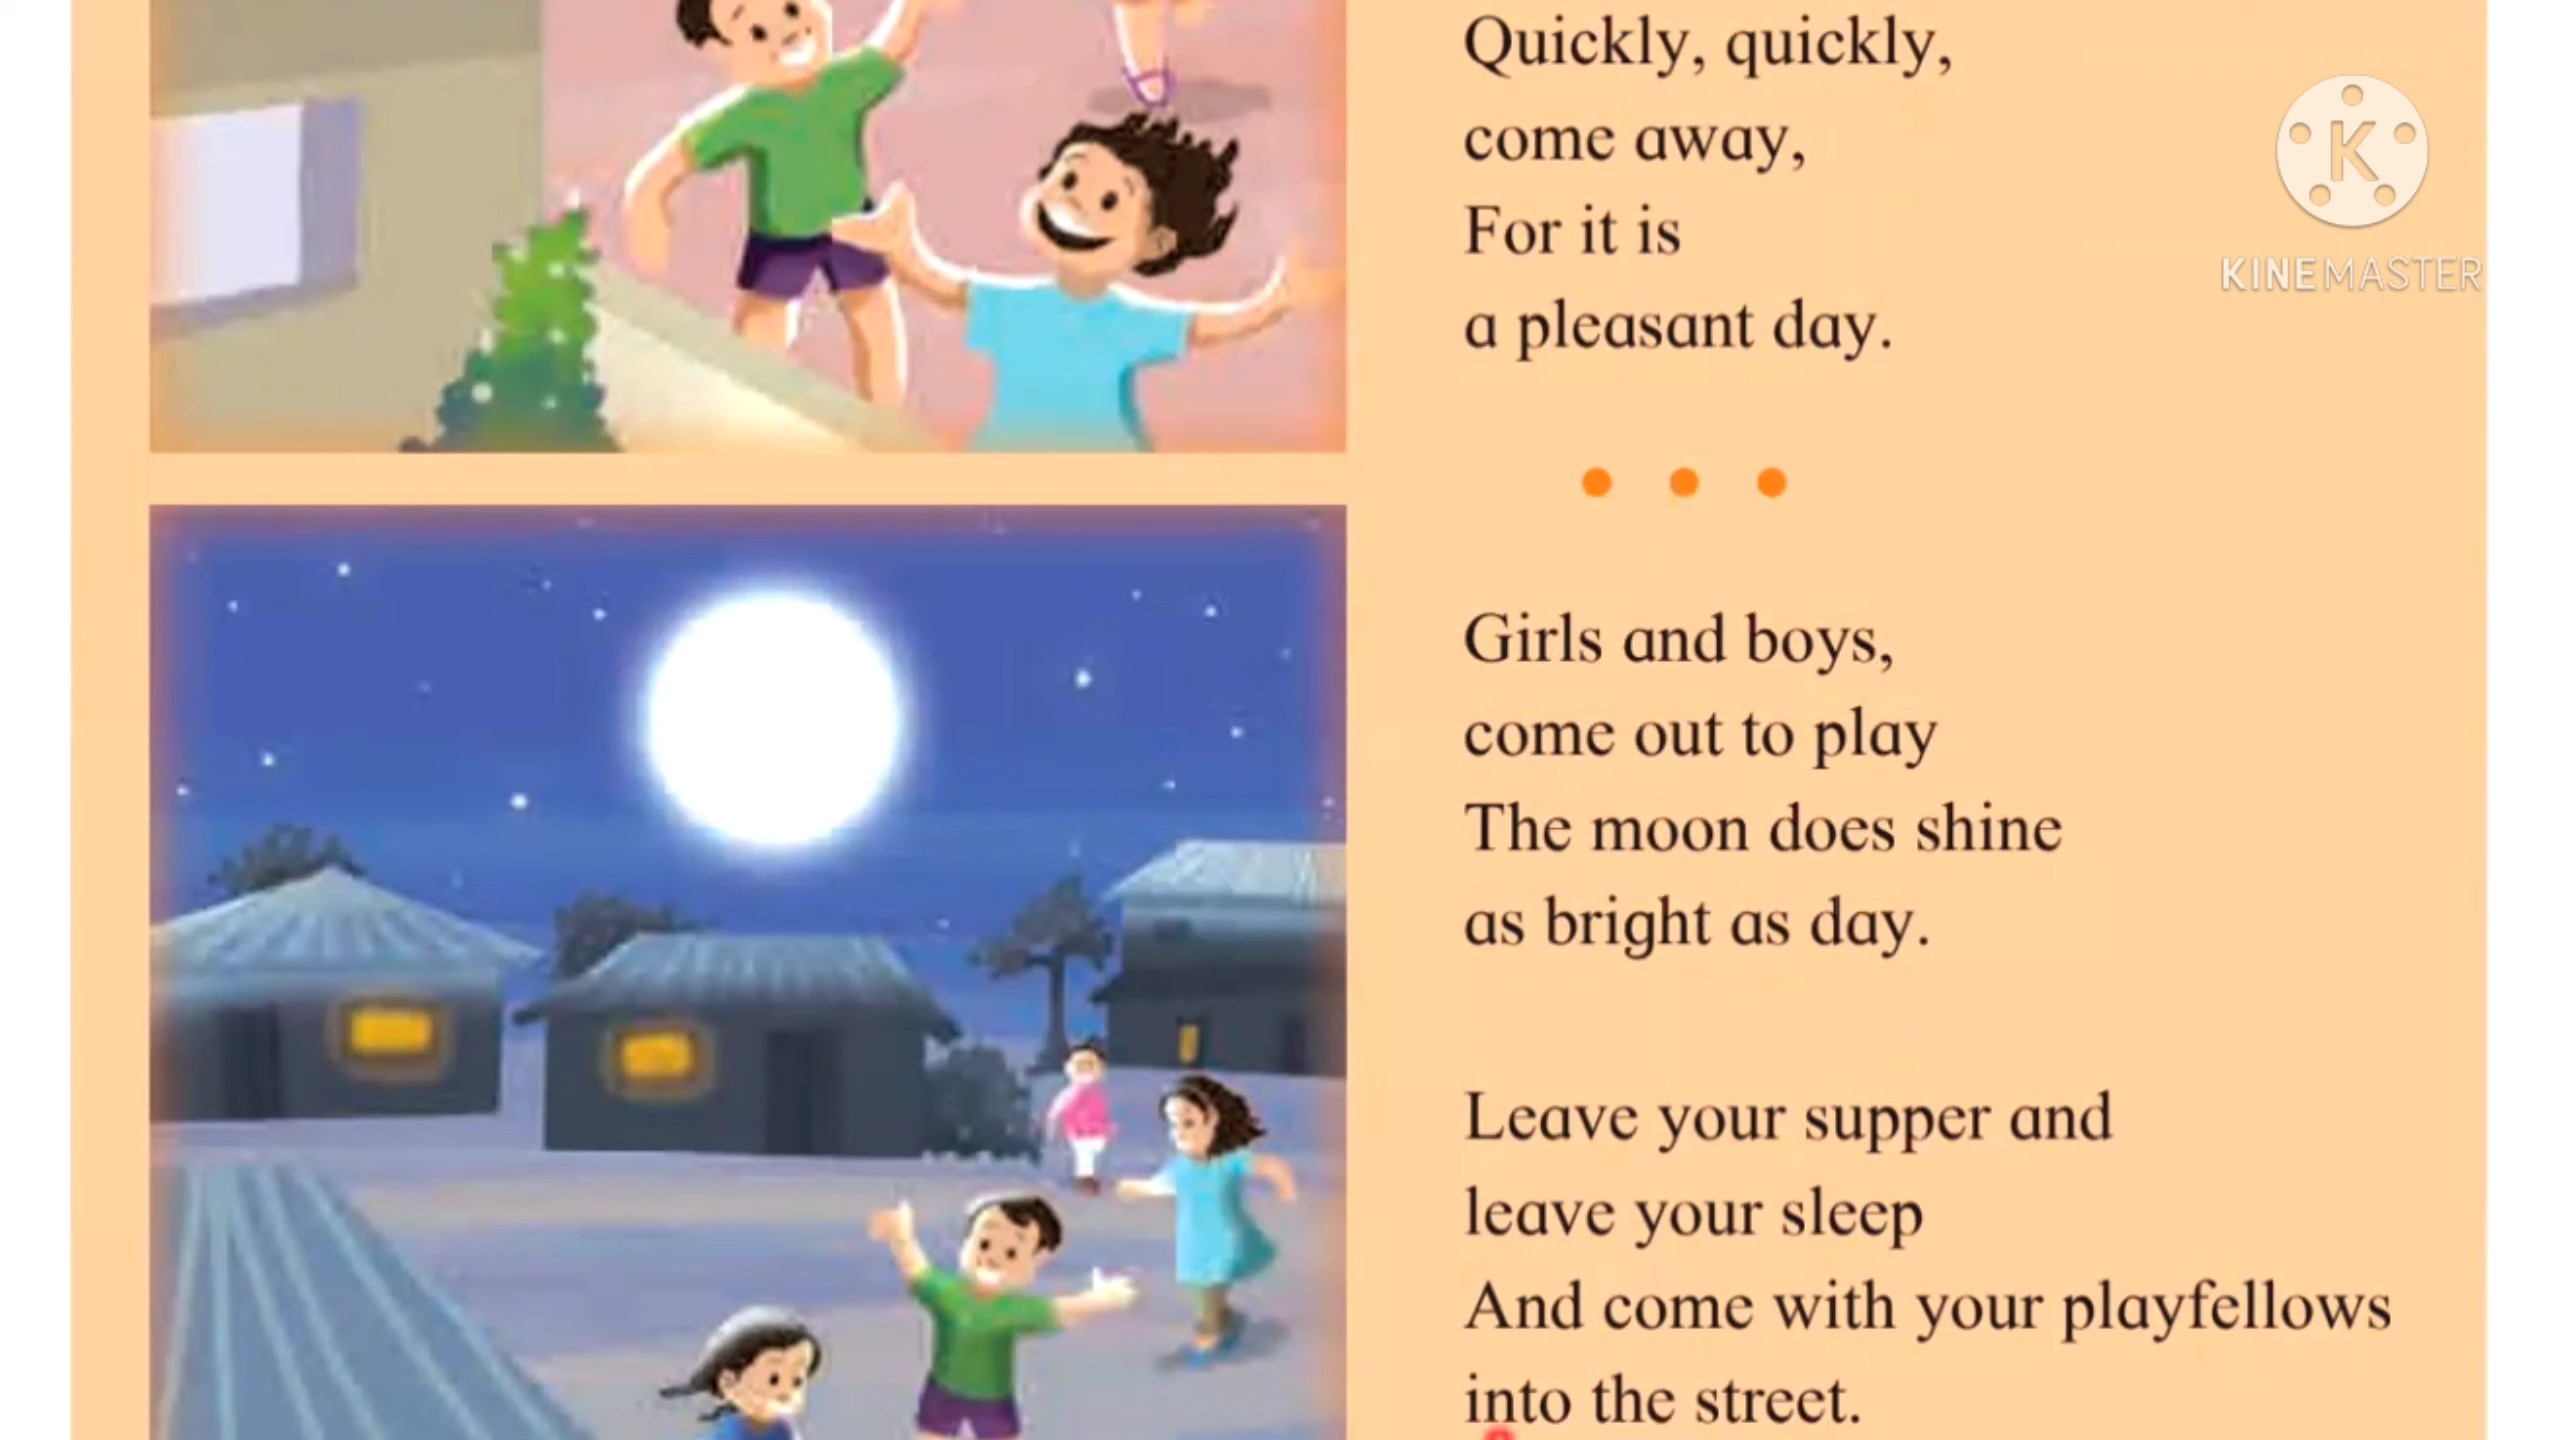 Quickly, quickly,
come away,
For it is
a pleasant day.
K
KINEMASTER
Girls and boys,
come out to play
The moon does shine
as bright as day.
Leave your supper and
leave your sleep
And come with your playfellows
into the street.